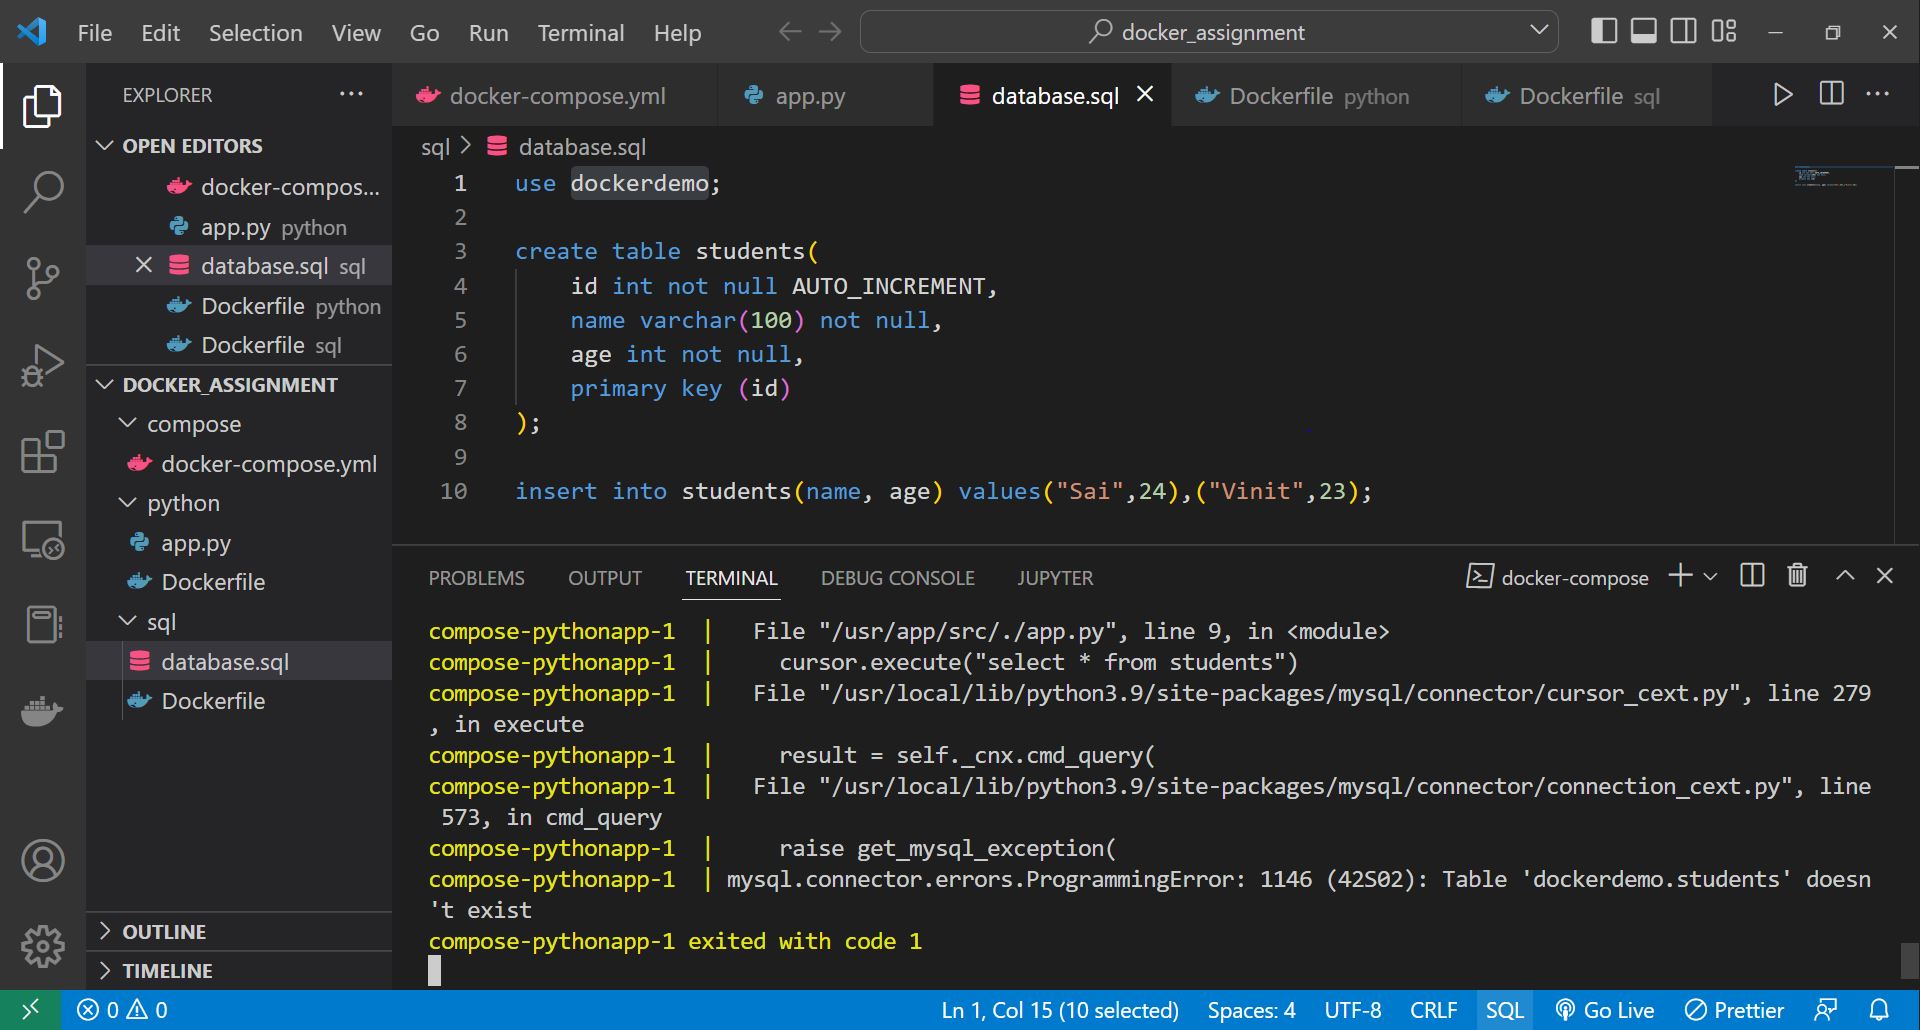 File Edit Selection View Go Run Terminal Help
docker_assignment
EXPLORER
OPEN EDITORS
docker-compos...
app.py python
database.sql sql
Dockerfile python
Dockerfile sql
DOCKER_ASSIGNMENT
compose
docker-compose.yml
python
app.py
Dockerfile
sql
database.sql
Dockerfile
OUTLINE
TIMELINE
docker-compose.yml app.py database.sql Dockerfile python Dockerfile sql
sql > database.sql
1 use dockerdemo;
2
3 create table students(
4 id int not null AUTO_INCREMENT,
5 name varchar(100) not null,
6 age int not null,
7 primary key (id)
8 );
9
10 insert into students(name, age) values("Sai",24),("Vinit",23);
PROBLEMS OUTPUT TERMINAL DEBUG CONSOLE JUPYTER
docker-compose
compose-pythonapp-1 | File "/usr/app/src/./app.py", line 9, in <module>
compose-pythonapp-1 | cursor.execute("select * from students")
compose-pythonapp-1 | File "/usr/local/lib/python3.9/site-packages/mysql/connector/cursor_cext.py", line 279
, in execute
compose-pythonapp-1 | result = self._cnx.cmd_query(
compose-pythonapp-1 | File "/usr/local/lib/python3.9/site-packages/mysql/connector/connection_cext.py", line
573, in cmd_query
compose-pythonapp-1 | raise get_mysql_exception(
compose-pythonapp-1 | mysql.connector.errors.ProgrammingError: 1146 (42S02): Table 'dockerdemo.students' doesn
't exist
compose-pythonapp-1 exited with code 1
0 0 Ln 1, Col 15 (10 selected) Spaces: 4 UTF-8 CRLF SQL Go Live Prettier